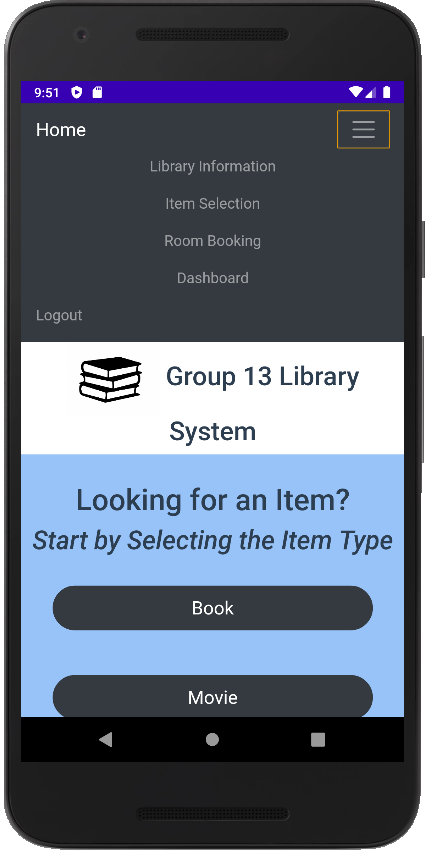 9:51
Home
Library Information
Item Selection
Room Booking
Dashboard
Logout
Group 13 Library
System
Looking for an Item?
Start by Selecting the Item Type
Book
Movie